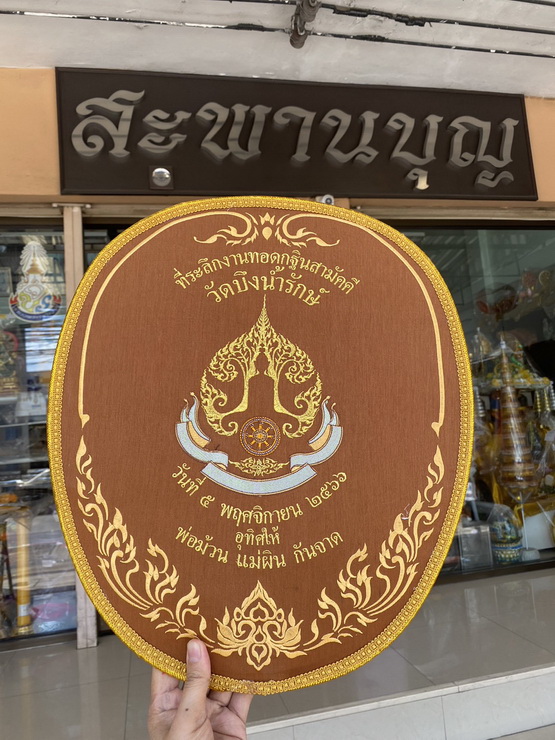 สะพานบุญ
ที่ระลึกงานทอดกฐินสามัคคี
วัดบึงน้ำรักษ์
วันที่ ๕ พฤศจิกายน ๒๕๖๖
อุทิศให้
พ่อม้วน แม่ผิน กันจาด